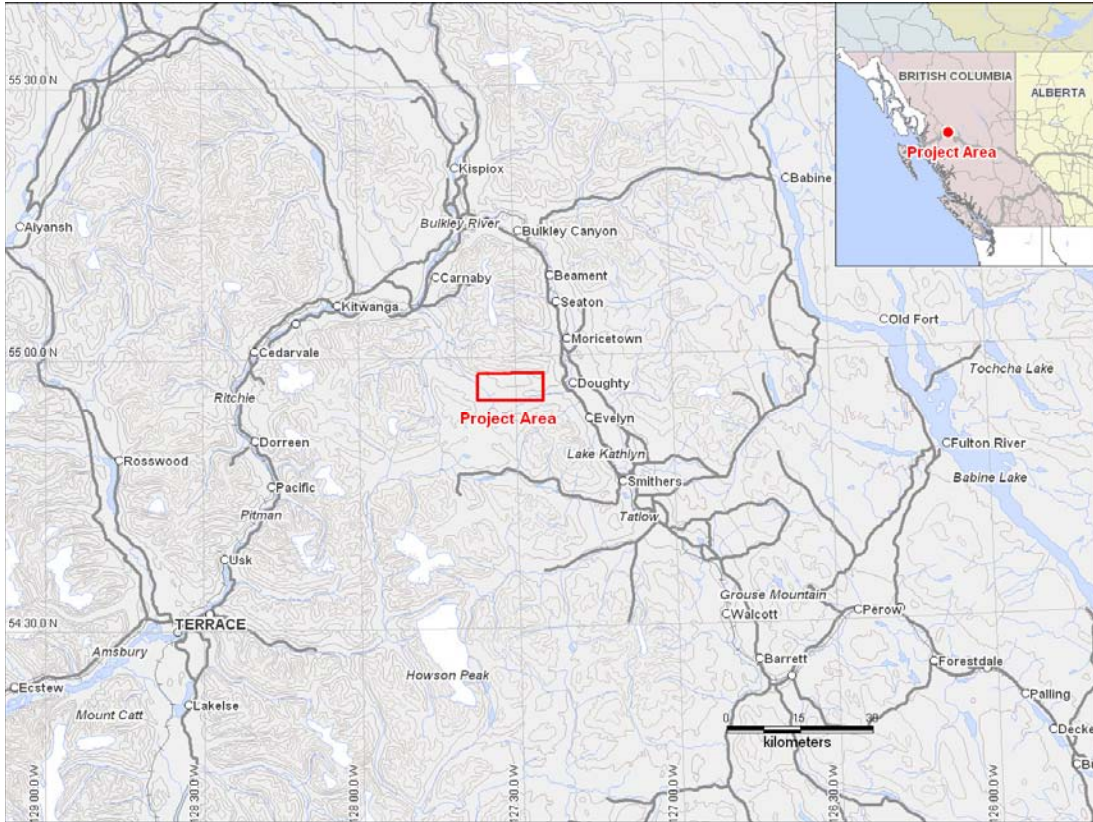 55 30.0 N
BRITISH COLUMBIA
ALBERTA
Project Area
Kispiox
Babine
Aiyansh
Bulkley River
Bulkley Canyon
Carnaby
Beament
Seaton
Kitwanga
Old Fort
Moricetown
55 00.0 N
Cedarvale
Tochcha Lake
Doughty
Ritchie
Project Area
Evelyn
Dorreen
Fulton River
Lake Kathlyn
Rosswood
Smithers
Babine Lake
Pacific
Pitman
Tatlow
Usk
Grouse Mountain
Perow
Walcott
54 30.0 N
TERRACE
Amsbury
Barrett
Forestdale
Howson Peak
Ecstew
Palling
Lakelse
Mount Catt
0 15 30
Decke
kilometers
129 00.0 W
128 30.0 W
128 00.0 W
127 30.0 W
127 00.0 W
126 30.0 W
126 00.0 W